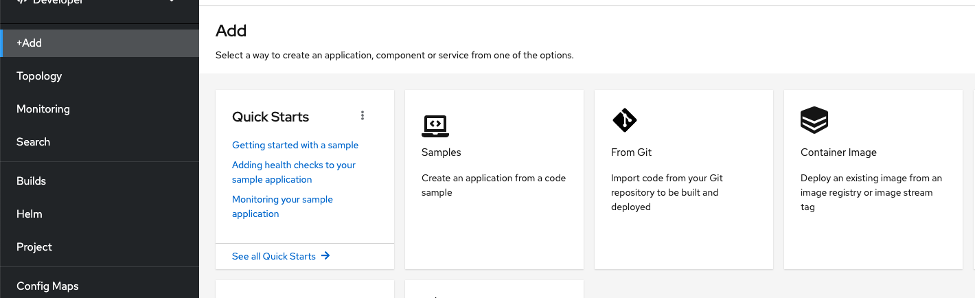 Developer
+Add
Topology
Monitoring
Search
Builds
Helm
Project
Config Maps
Add
Select a way to create an application, component or service from one of the options.
Quick Starts
Getting started with a sample
Adding health checks to your
sample application
Monitoring your sample
application
See all Quick Starts
Samples
Create an application from a code
sample
From Git
Import code from your Git
repository to be built and
deployed
Container Image
Deploy an existing image from an
image registry or image stream
tag